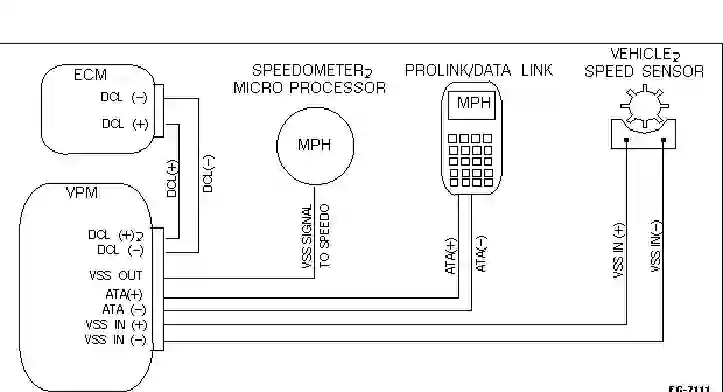 ECM
DCL (-)
DCL (+)
SPEEDOMETER2
MICRO PROCESSOR
MPH
PROLINK/DATA LINK
MPH
VEHICLE2
SPEED SENSOR
DCL(+)
DCL(-)
VPM
DCL (+)2
DCL (-)
VSS OUT
ATA(+)
ATA (-)
VSS IN (+)
VSS IN (-)
VSS SIGNAL
TO SPEEDO
ATA(+)
ATA(-)
VSS IN (+)
VSS IN(-)
EG-7111